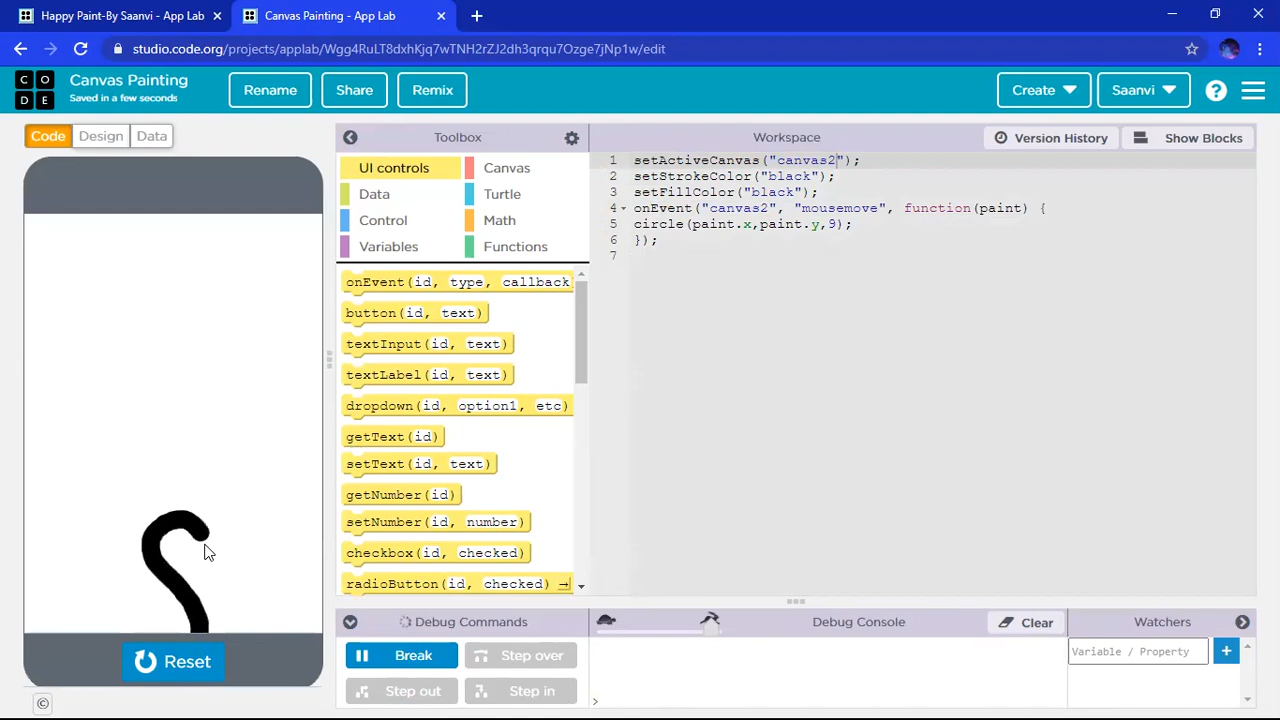 Happy Paint-By Saanvi - App Lab
Canvas Painting - App Lab
studio.code.org/projects/applab/Wgg4RuLT8dxhKjq7wTNH2rZJ2dh3qrqu7Ozge7jNp1w/edit
C O
D E
Canvas Painting
Saved in a few seconds
Rename
Share
Remix
Create
Saanvi
?
Code
Design
Data
Toolbox
Workspace
Version History
Show Blocks
UI controls
Canvas
Data
Turtle
Control
Math
Variables
Functions
onEvent(id, type, callback
button(id, text)
textInput(id, text)
textLabel(id, text)
dropdown(id, option1, etc)
getText(id)
setText(id, text)
getNumber(id)
setNumber(id, number)
checkbox(id, checked)
radioButton(id, checked)
1 setActiveCanvas("canvas2");
2 setStrokeColor("black");
3 setFillColor("black");
4 onEvent("canvas2", "mousemove", function(paint) {
5 circle(paint.x,paint.y,9);
6 });
7
Reset
©
Debug Commands
Break
Step over
Step out
Step in
Debug Console
Clear
>
Watchers
Variable / Property
+